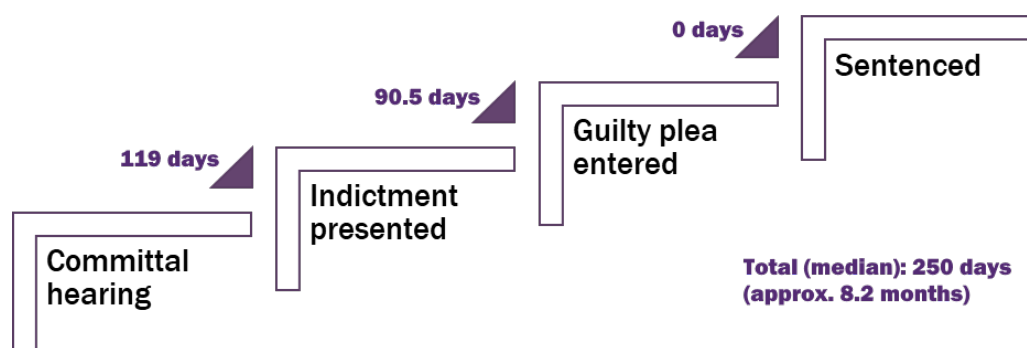 0 days
Sentenced
90.5 days
Guilty plea
entered
119 days
Indictment
presented
Committal
hearing
Total (median): 250 days
(approx. 8.2 months)